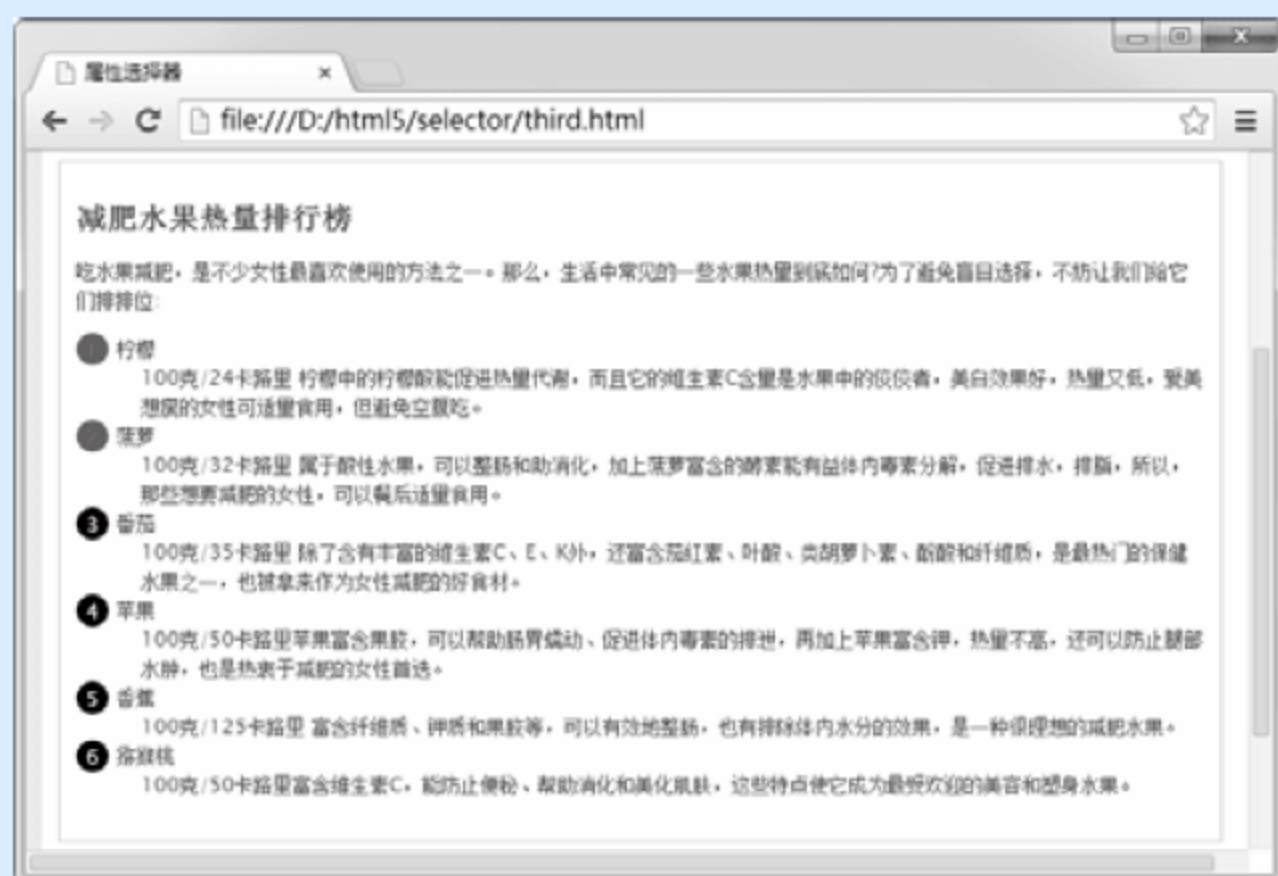 属性选择器
file:///D:/html5/selector/third.html
减肥水果热量排行榜
吃水果减肥，是不少女性最喜欢使用的方法之一。那么，生活中常见的一些水果热量到底如何?为了避免盲目选择，不妨让我们给它
们排排位:
柠檬
100克/24卡路里 柠檬中的柠檬酸能促进热量代谢，而且它的维生素C含量是水果中的佼佼者，美白效果好，热量又低，爱美
想瘦的女性可适量食用，但避免空腹吃。
菠萝
100克/32卡路里 属于酸性水果，可以整肠和助消化，加上菠萝富含的酵素能有益体内毒素分解，促进排水，排脂，所以，
那些想要减肥的女性，可以餐后适量食用。
3 番茄
100克/35卡路里 除了含有丰富的维生素C、E、K外，还富含茄红素、叶酸、类胡萝卜素、酚酸和纤维质，是最热门的保健
水果之一，也被拿来作为女性减肥的好食材。
4 苹果
100克/50卡路里苹果富含果胶，可以帮助肠胃蠕动、促进体内毒素的排泄，再加上苹果富含钾，热量不高，还可以防止腿部
水肿，也是热衷于减肥的女性首选。
5 香蕉
100克/125卡路里 富含纤维质、钾质和果胶等，可以有效地整肠，也有排除体内水分的效果，是一种很理想的减肥水果。
6 猕猴桃
100克/50卡路里富含维生素C，能防止便秘、帮助消化和美化肌肤，这些特点使它成为最受欢迎的美容和塑身水果。